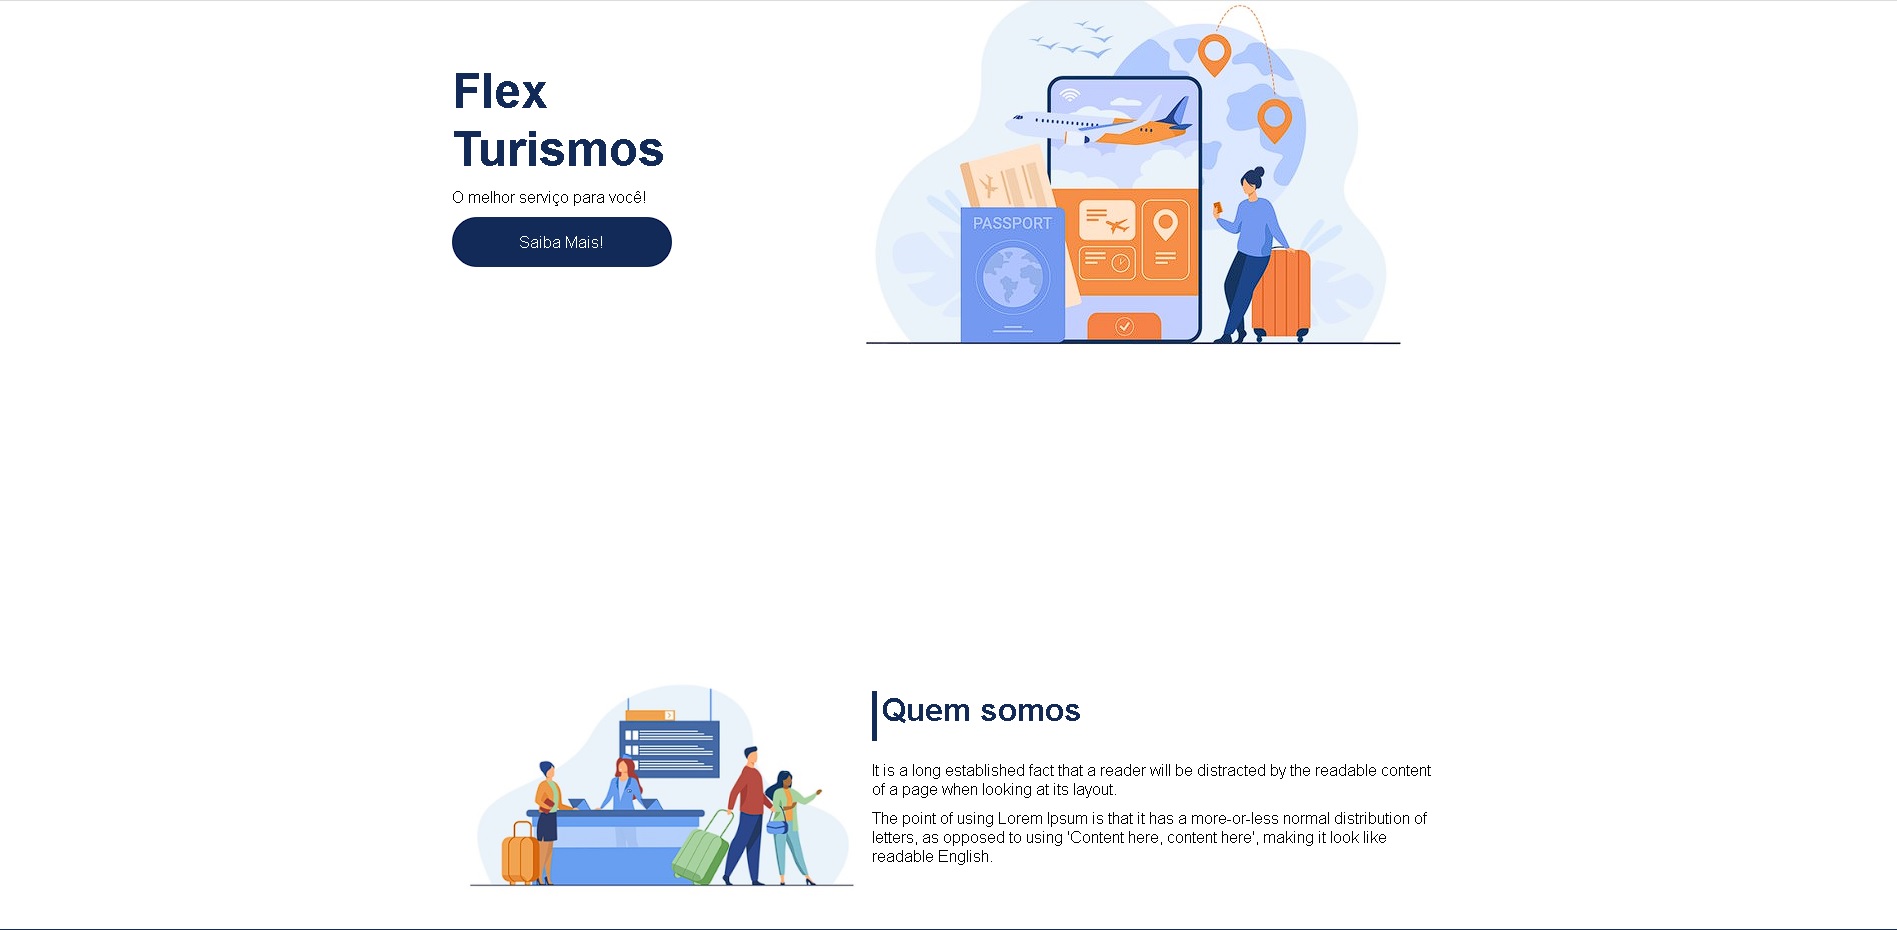 Flex
Turismos
O melhor serviço para você!
Saiba Mais!
PASSPORT
Quem somos
It is a long established fact that a reader will be distracted by the readable content
of a page when looking at its layout.
The point of using Lorem Ipsum is that it has a more-or-less normal distribution of
letters, as opposed to using 'Content here, content here', making it look like
readable English.